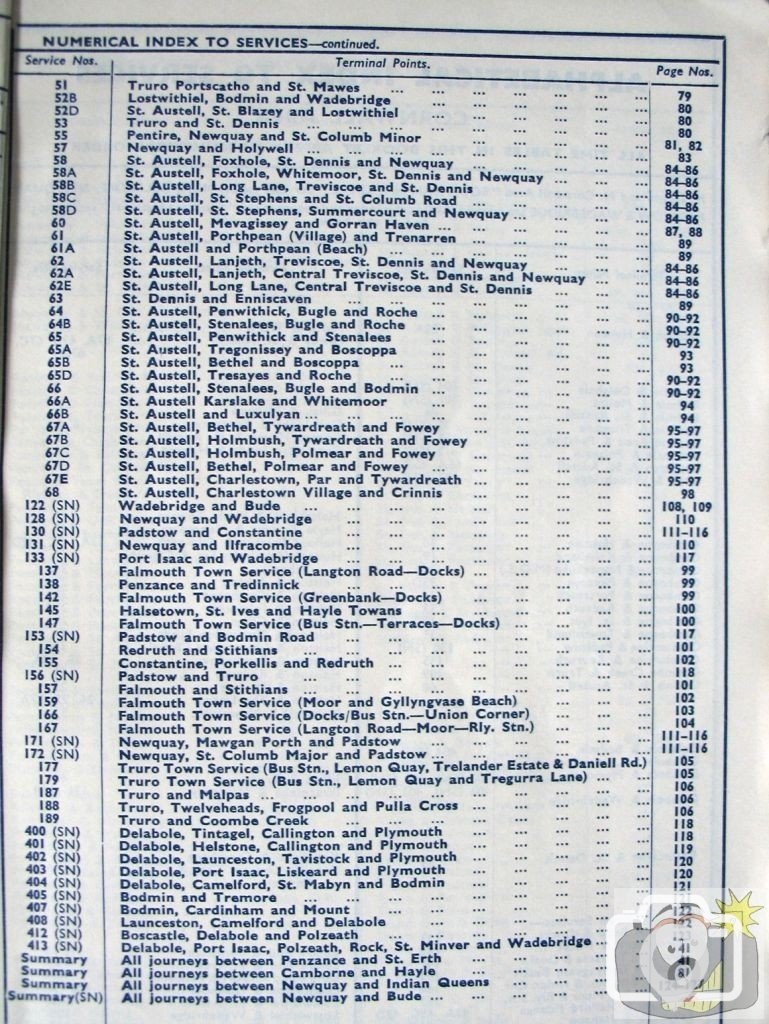 NUMERICAL INDEX TO SERVICES—continued.
Service Nos. Terminal Points. Page Nos.
51 Truro Portscatho and St. Mawes ... 79
52B Lostwithiel, Bodmin and Wadebridge ... 80
52D St. Austell, St. Blazey and Lostwithiel ... 80
53 Truro and St. Dennis ... 80
55 Pentire, Newquay and St. Columb Minor ... 81, 82
57 Newquay and Holywell ... 83
58 St. Austell, Foxhole, St. Dennis and Newquay ... 84–86
58A St. Austell, Foxhole, Whitemoor, St. Dennis and Newquay ... 84–86
58B St. Austell, Long Lane, Treviscoe and St. Dennis ... 84–86
58C St. Austell, St. Stephens and St. Columb Road ... 84–86
58D St. Austell, St. Stephens, Summercourt and Newquay ... 84–86
60 St. Austell, Mevagissey and Gorran Haven ... 87, 88
61 St. Austell, Porthpean (Village) and Trenarren ... 89
61A St. Austell and Porthpean (Beach) ... 89
62 St. Austell, Lanjeth, Treviscoe, St. Dennis and Newquay ... 84–86
62A St. Austell, Lanjeth, Central Treviscoe, St. Dennis and Newquay ... 84–86
62E St. Austell, Long Lane, Central Treviscoe and St. Dennis ... 84–86
63 St. Dennis and Enniscaven ... 89
64 St. Austell, Penwithick, Bugle and Roche ... 90–92
64B St. Austell, Stenalees, Bugle and Roche ... 90–92
65 St. Austell, Penwithick and Stenalees ... 90–92
65A St. Austell, Tregonissey and Boscoppa ... 93
65B St. Austell, Bethel and Boscoppa ... 93
65D St. Austell, Tresayes and Roche ... 90–92
66 St. Austell, Stenalees, Bugle and Bodmin ... 90–92
66A St. Austell Karslake and Whitemoor ... 94
66B St. Austell and Luxulyan ... 94
67A St. Austell, Bethel, Tywardreath and Fowey ... 95–97
67B St. Austell, Holmbush, Tywardreath and Fowey ... 95–97
67C St. Austell, Holmbush, Polmear and Fowey ... 95–97
67D St. Austell, Bethel, Polmear and Fowey ... 95–97
67E St. Austell, Charlestown, Par and Tywardreath ... 95–97
68 St. Austell, Charlestown Village and Crinnis ... 98
122 (SN) Wadebridge and Bude ... 108, 109
128 (SN) Newquay and Wadebridge ... 110
130 (SN) Padstow and Constantine ... 111–116
131 (SN) Newquay and Ilfracombe ... 110
133 (SN) Port Isaac and Wadebridge ... 117
137 Falmouth Town Service (Langton Road—Docks) ... 99
138 Penzance and Tredinnick ... 99
142 Falmouth Town Service (Greenbank—Docks) ... 99
145 Halsetown, St. Ives and Hayle Towans ... 100
147 Falmouth Town Service (Bus Stn.—Terraces—Docks) ... 100
153 (SN) Padstow and Bodmin Road ... 117
154 Redruth and Stithians ... 101
155 Constantine, Porkellis and Redruth ... 102
156 (SN) Padstow and Truro ... 118
157 Falmouth and Stithians ... 101
159 Falmouth Town Service (Moor and Gyllyngvase Beach) ... 102
166 Falmouth Town Service (Docks/Bus Stn.—Union Corner) ... 103
167 Falmouth Town Service (Langton Road—Moor—Rly. Stn.) ... 104
171 (SN) Newquay, Mawgan Porth and Padstow ... 111–116
172 (SN) Newquay, St. Columb Major and Padstow ... 111–116
177 Truro Town Service (Bus Stn., Lemon Quay, Trelander Estate & Daniell Rd.) 105
179 Truro Town Service (Bus Stn., Lemon Quay and Tregurra Lane) ... 105
187 Truro and Malpas ... 106
188 Truro, Twelveheads, Frogpool and Pulla Cross ... 106
189 Truro and Coombe Creek ... 106
400 (SN) Delabole, Tintagel, Callington and Plymouth ... 118
401 (SN) Delabole, Helstone, Callington and Plymouth ... 118
402 (SN) Delabole, Launceston, Tavistock and Plymouth ... 119
403 (SN) Delabole, Port Isaac, Liskeard and Plymouth ... 120
404 (SN) Delabole, Camelford, St. Mabyn and Bodmin ... 120
405 (SN) Bodmin and Tremore ... 121
407 (SN) Bodmin, Cardinham and Mount ...
408 (SN) Launceston, Camelford and Delabole ... 122
412 (SN) Boscastle, Delabole and Polzeath ...
413 (SN) Delabole, Port Isaac, Polzeath, Rock, St. Minver and Wadebridge ...
Summary All journeys between Penzance and St. Erth ... 41
Summary All journeys between Camborne and Hayle ...
Summary All journeys between Newquay and Indian Queens ... 81
Summary(SN) All journeys between Newquay and Bude ...